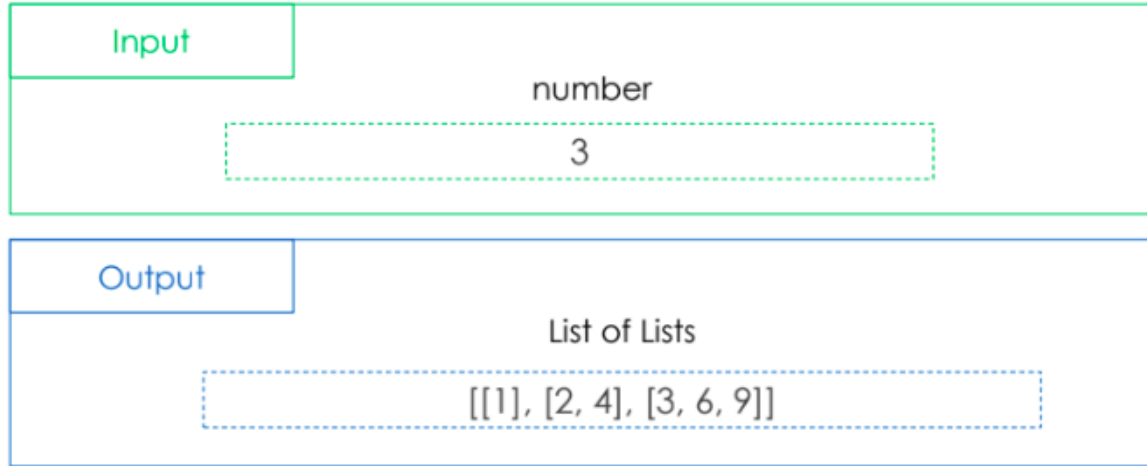 Input
number
3
Output
List of Lists
[[1], [2, 4], [3, 6, 9]]